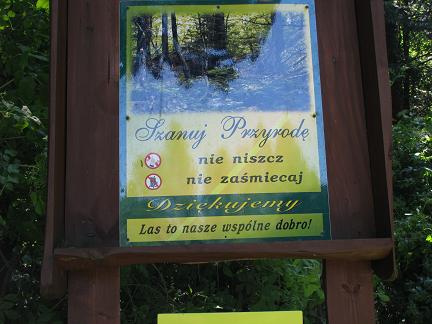 Szanuj Przyrodę
nie niszcz
nie zaśmiecaj
Dziękujemy
Las to nasze wspólne dobro!